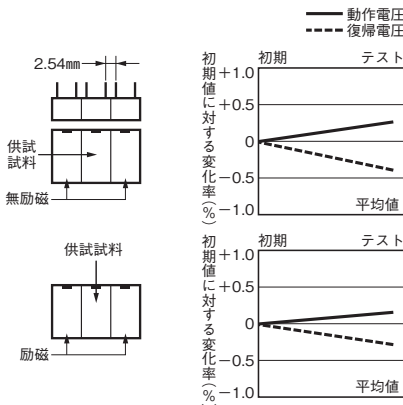 動作電圧
復帰電圧
2.54mm
供試
試料
無励磁
初期値に対する変化率(%)
初期
テスト
+1.0
+0.5
0
−0.5
−1.0
平均値
供試試料
励磁
初期値に対する変化率(%)
初期
テスト
+1.0
+0.5
0
−0.5
−1.0
平均値